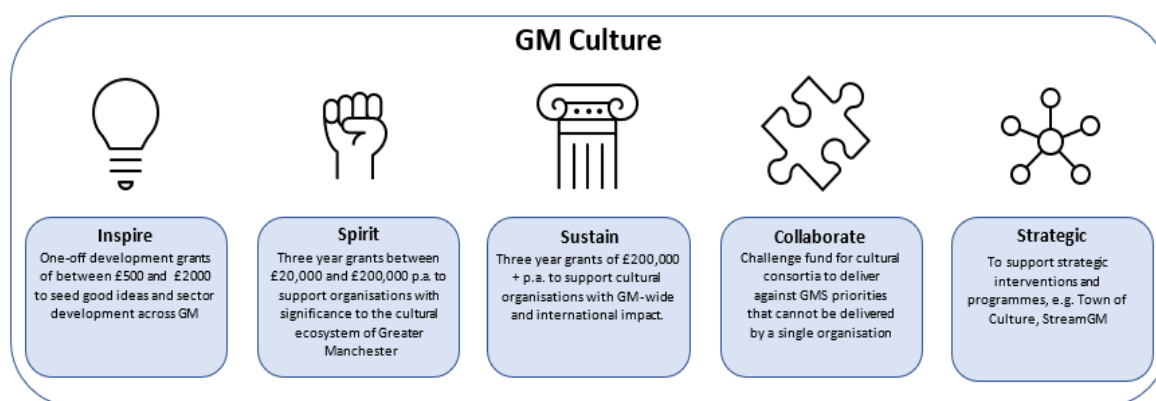 GM Culture
Inspire
One-off development grants
of between £500 and £2000
to seed good ideas and sector
development across GM
Spirit
Three year grants between
£20,000 and £200,000 p.a. to
support organisations with
significance to the cultural
ecosystem of Greater
Manchester
Sustain
Three year grants of £200,000
+ p.a. to support cultural
organisations with GM-wide
and international impact.
Collaborate
Challenge fund for cultural
consortia to deliver
against GMS priorities
that cannot be delivered
by a single organisation
Strategic
To support strategic
interventions and
programmes, e.g. Town of
Culture, StreamGM